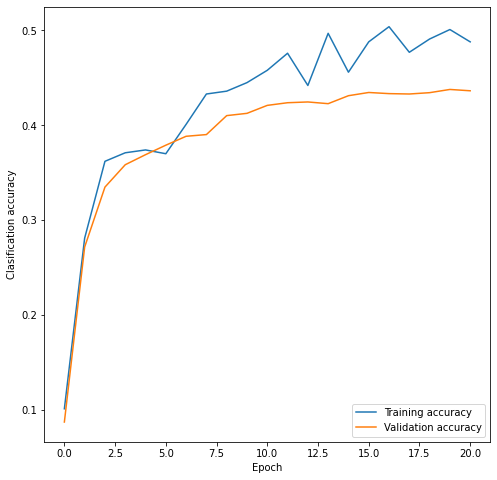 0.5
0.4
0.3
0.2
0.1
Clasification accuracy
0.0 2.5 5.0 7.5 10.0 12.5 15.0 17.5 20.0
Epoch
Training accuracy
Validation accuracy